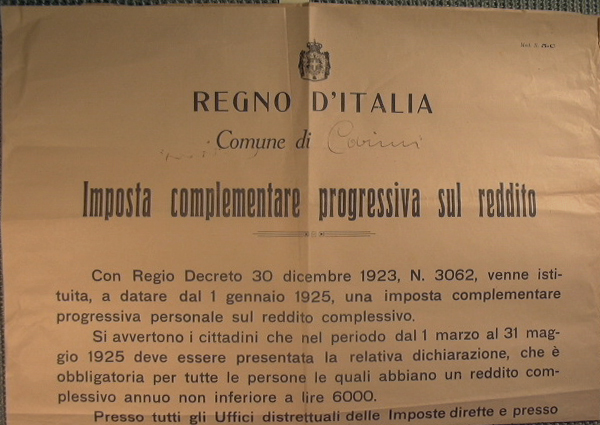 REGNO D'ITALIA
Comune di
Imposta complementare progressiva sul reddito
Con Regio Decreto 30 dicembre 1923, N. 3062, venne isti-
tuita, a datare dal 1 gennaio 1925, una imposta complementare
progressiva personale sul reddito complessivo.
Si avvertono i cittadini che nel periodo dal 1 marzo al 31 mag-
gio 1925 deve essere presentata la relativa dichiarazione, che è
obbligatoria per tutte le persone le quali abbiano un reddito com-
plessivo annuo non inferiore a lire 6000.
Presso tutti gli Uffici distrettuali delle Imposte dirette e presso